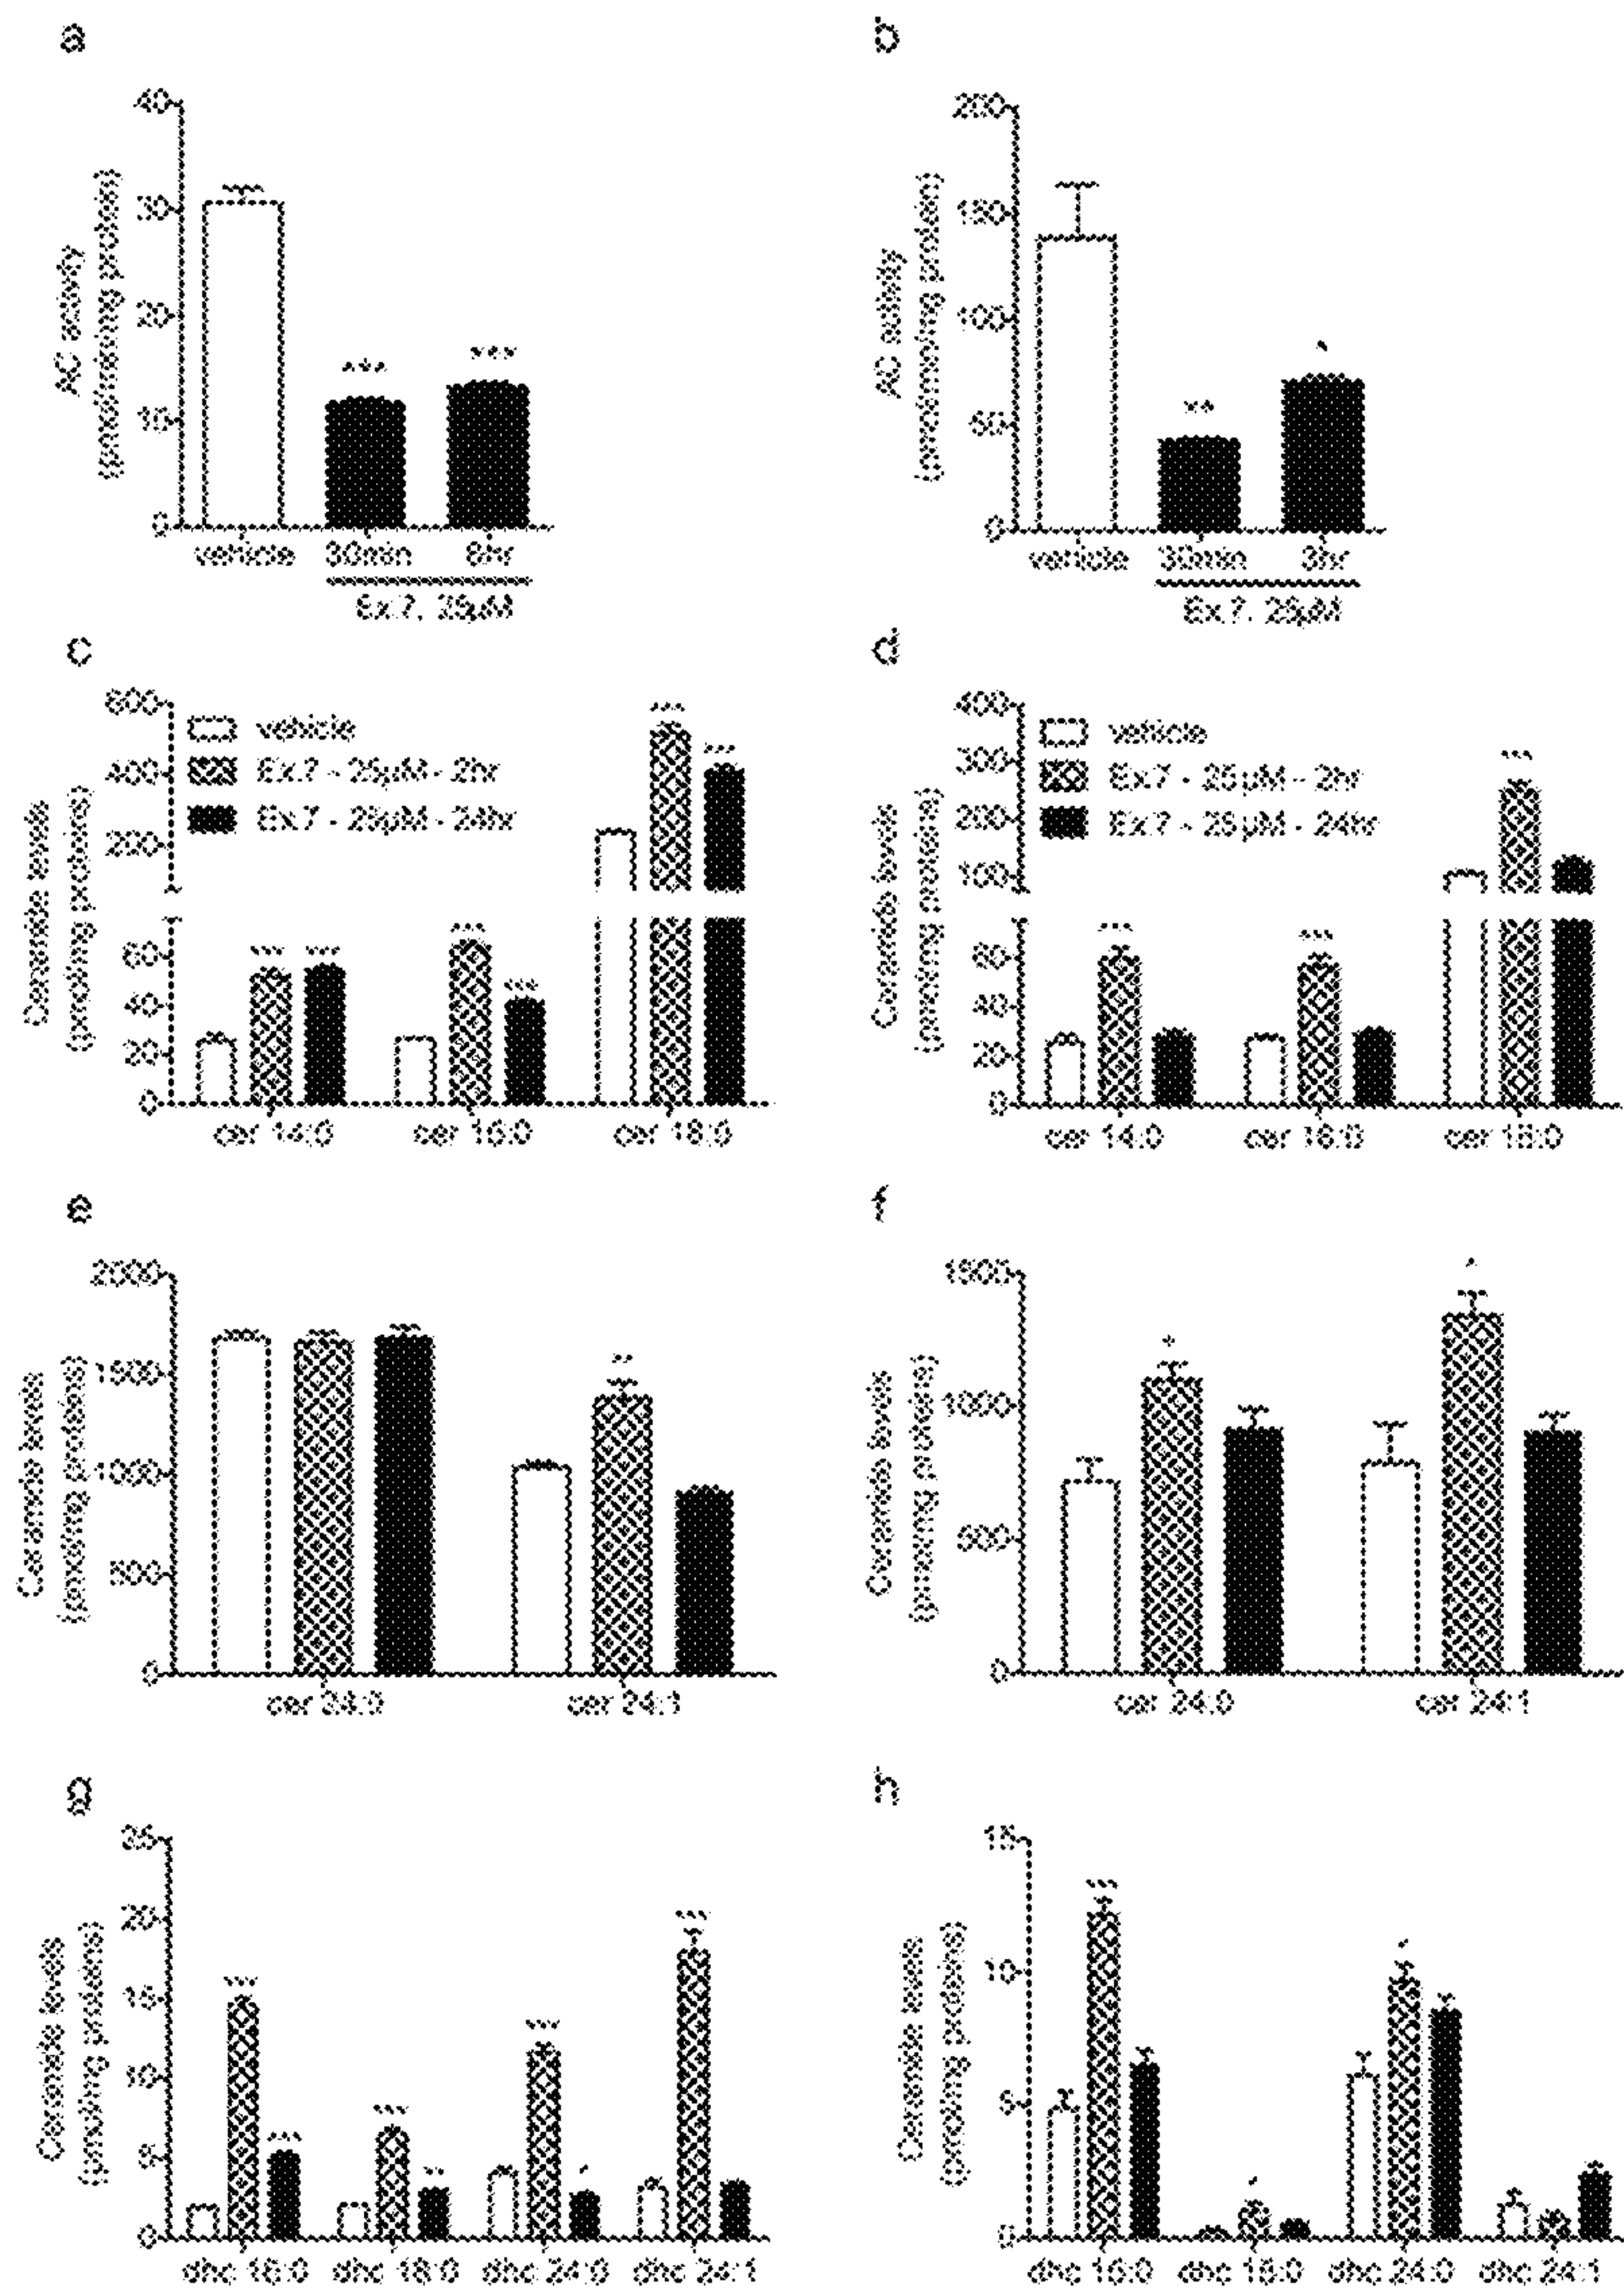 a
40
30
20
10
0
AC activity
(pmol/min/mg protein)
vehicle 30min 6hr
Ex.7, 25µM
b
200
150
100
50
0
AC activity
(pmol/min/mg protein)
vehicle 30min 3hr
Ex.7, 25µM
c
600
400
200
60
40
20
0
Ceramide levels
(pmol/mg protein)
vehicle
Ex.7 - 25µM - 2hr
Ex.7 - 25µM - 24hr
*** *** *** *** *** ***
cer 14:0 cer 16:0 cer 18:0
d
400
300
200
100
60
40
20
0
Ceramide levels
(pmol/mg protein)
vehicle
Ex.7 - 25µM - 2hr
Ex.7 - 25µM - 24hr
*** *** ***
cer 14:0 cer 16:0 cer 18:0
e
2000
1500
1000
500
0
Ceramide levels
(pmol/mg protein)
**
cer 24:0 cer 24:1
f
1500
1000
500
0
Ceramide levels
(pmol/mg protein)
* *
cer 24:0 cer 24:1
g
25
20
15
10
5
0
Ceramide levels
(pmol/mg protein)
dhc 16:0 dhc 18:0 dhc 24:0 dhc 24:1
h
15
10
5
0
Ceramide levels
(pmol/mg protein)
dhc 16:0 dhc 18:0 dhc 24:0 dhc 24:1